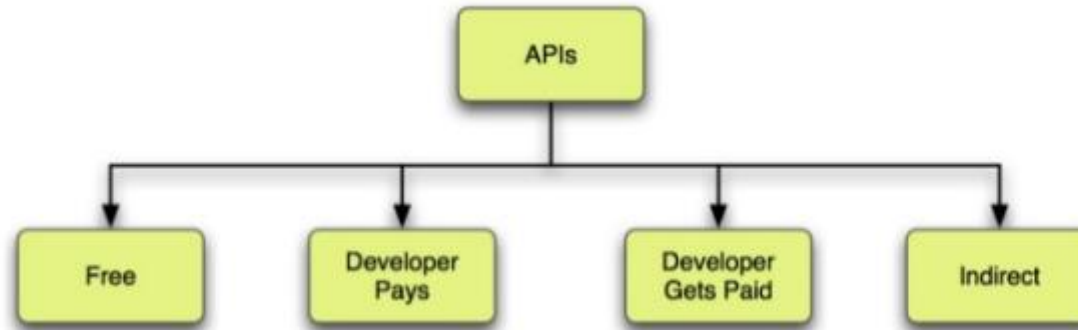 APIs
Free
Developer
Pays
Developer
Gets Paid
Indirect